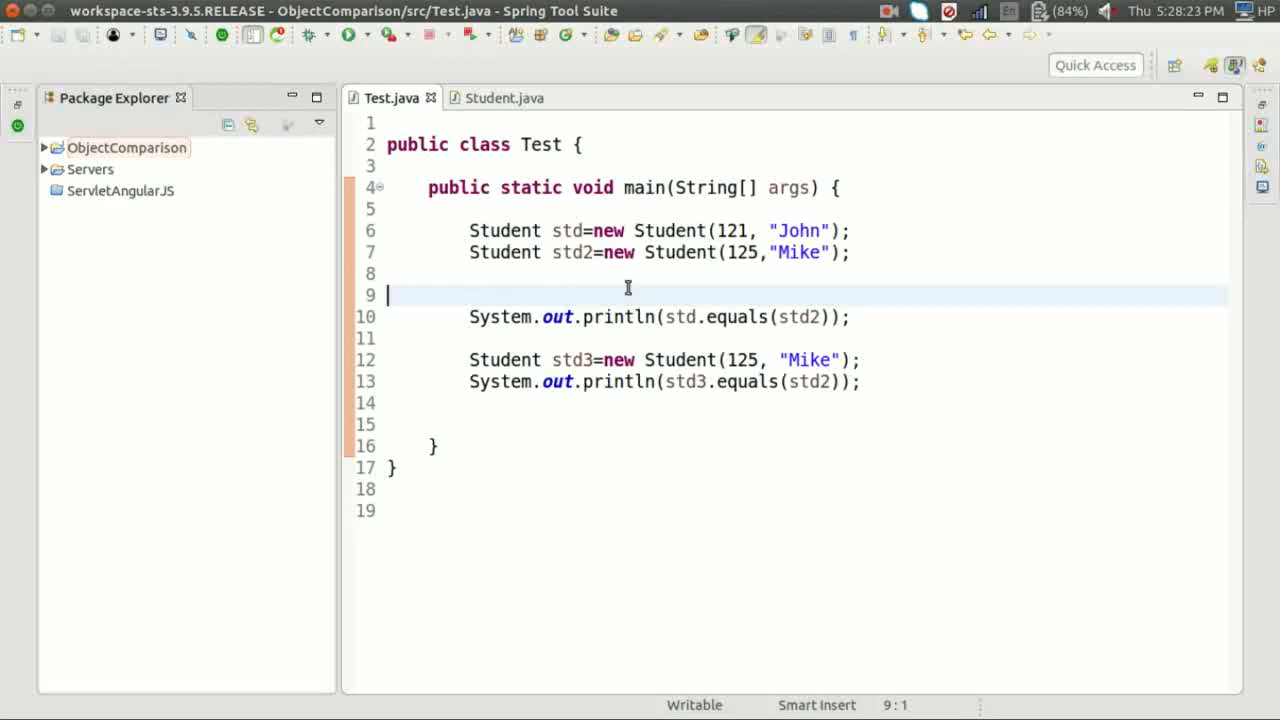 workspace-sts-3.9.5.RELEASE - ObjectComparison/src/Test.java - Spring Tool Suite
En (84%) Thu 5:28:23 PM HP
Quick Access
Package Explorer
Test.java Student.java
ObjectComparison
Servers
ServletAngularJS
1
2 public class Test {
3
4 public static void main(String[] args) {
5
6 Student std=new Student(121, "John");
7 Student std2=new Student(125,"Mike");
8
9
10 System.out.println(std.equals(std2));
11
12 Student std3=new Student(125, "Mike");
13 System.out.println(std3.equals(std2));
14
15
16 }
17 }
18
19
Writable Smart Insert 9 : 1